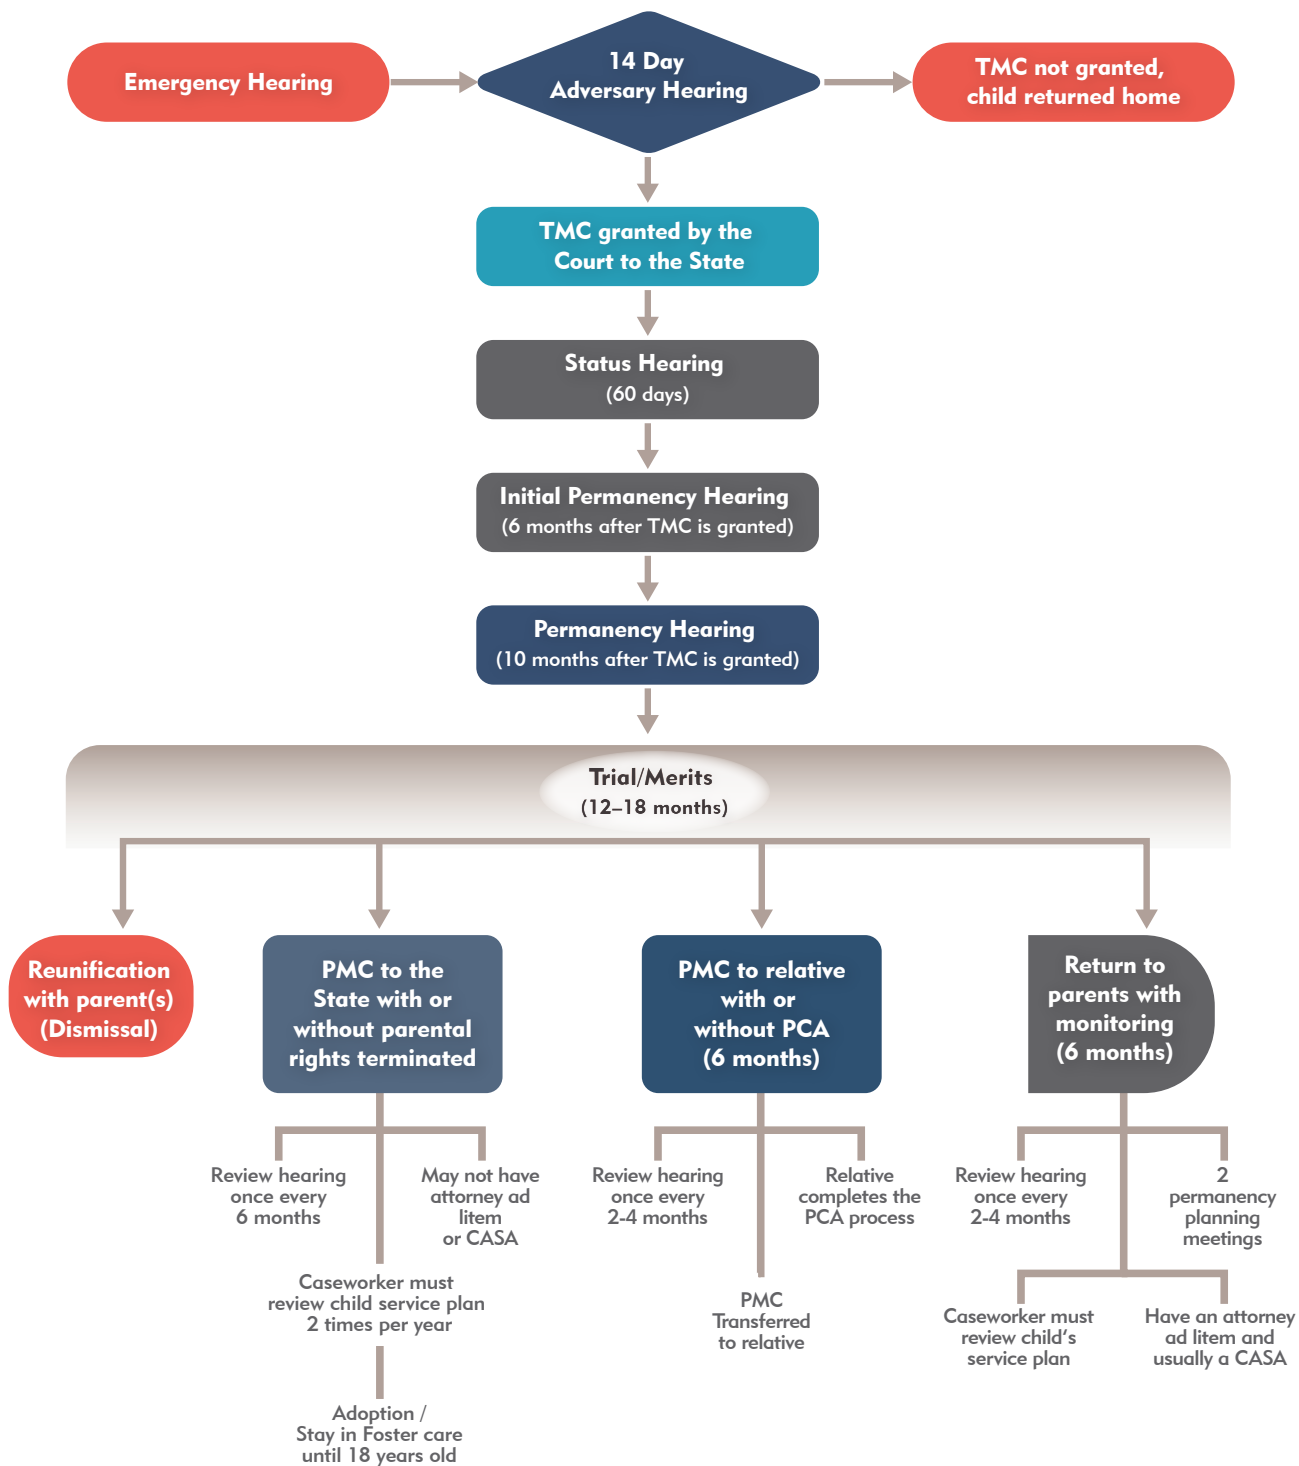 Emergency Hearing
14 Day
Adversary Hearing
TMC not granted,
child returned home
TMC granted by the
Court to the State
Status Hearing
(60 days)
Initial Permanency Hearing
(6 months after TMC is granted)
Permanency Hearing
(10 months after TMC is granted)
Trial/Merits
(12–18 months)
Reunification
with parent(s)
(Dismissal)
PMC to the
State with or
without parental
rights terminated
PMC to relative
with or
without PCA
(6 months)
Return to
parents with
monitoring
(6 months)
Review hearing
once every
6 months
May not have
attorney ad
litem
or CASA
Caseworker must
review child service plan
2 times per year
Adoption /
Stay in Foster care
until 18 years old
Review hearing
once every
2-4 months
Relative
completes the
PCA process
PMC
Transferred
to relative
Review hearing
once every
2-4 months
2
permanency
planning
meetings
Caseworker must
review child’s
service plan
Have an attorney
ad litem and
usually a CASA